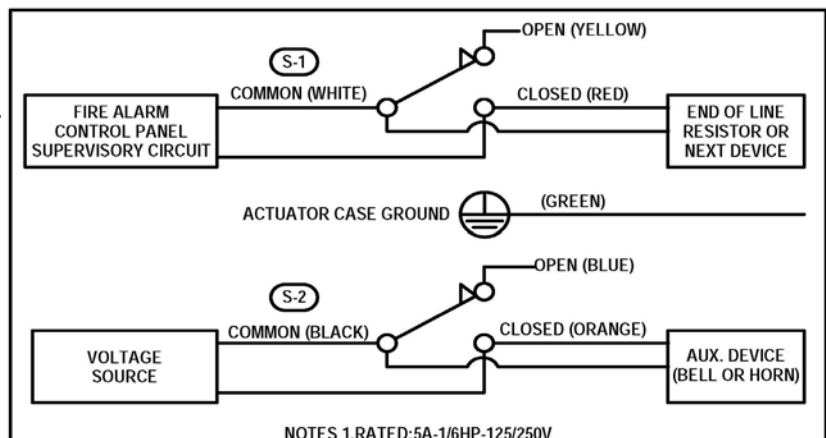 OPEN (YELLOW)
S-1
COMMON (WHITE)
CLOSED (RED)
FIRE ALARM
CONTROL PANEL
SUPERVISORY CIRCUIT
END OF LINE
RESISTOR OR
NEXT DEVICE
ACTUATOR CASE GROUND
(GREEN)
OPEN (BLUE)
S-2
COMMON (BLACK)
CLOSED (ORANGE)
VOLTAGE
SOURCE
AUX. DEVICE
(BELL OR HORN)
NOTES 1.RATED:5A-1/6HP-125/250V